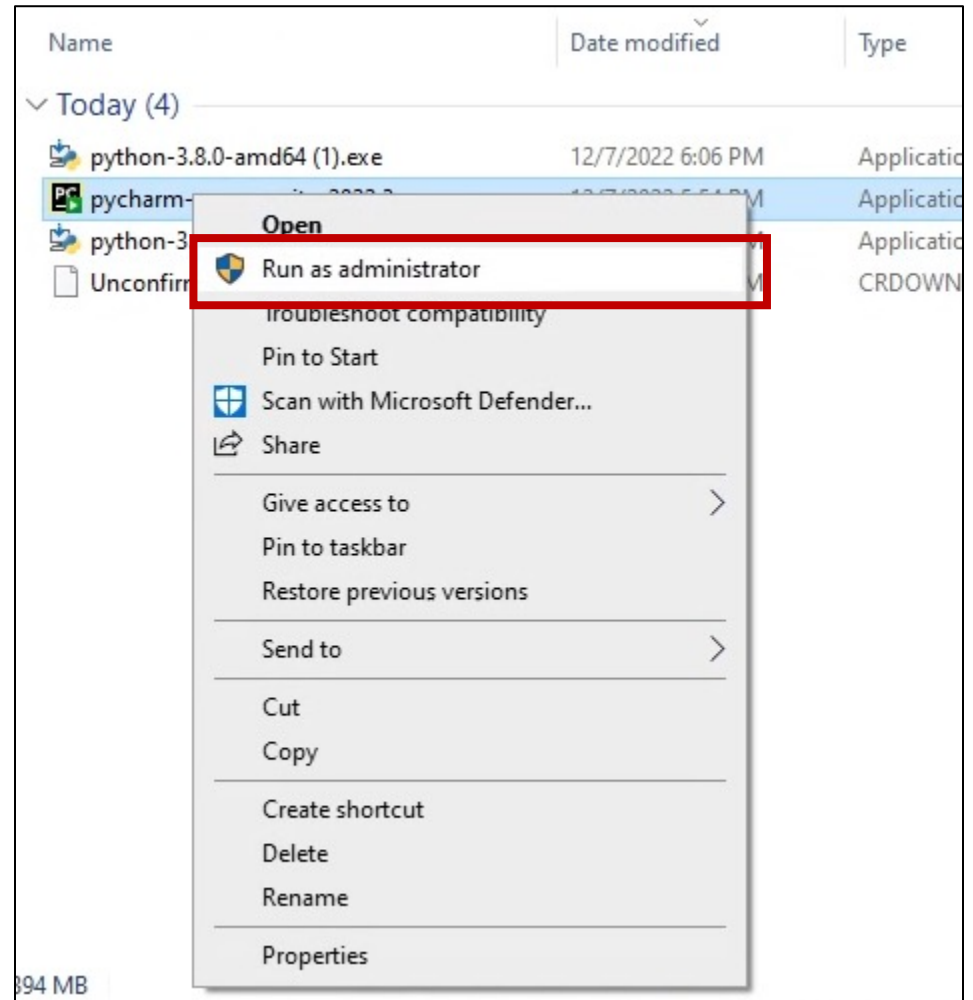 Name Date modified Type
Today (4)
python-3.8.0-amd64 (1).exe 12/7/2022 6:06 PM Applicatio
pycharm- M Applicatio
Open
python-3 M Applicatio
Run as administrator
Unconfirr M CRDOWN
Troubleshoot compatibility
Pin to Start
Scan with Microsoft Defender...
Share
Give access to
Pin to taskbar
Restore previous versions
Send to
Cut
Copy
Create shortcut
Delete
Rename
Properties
394 MB